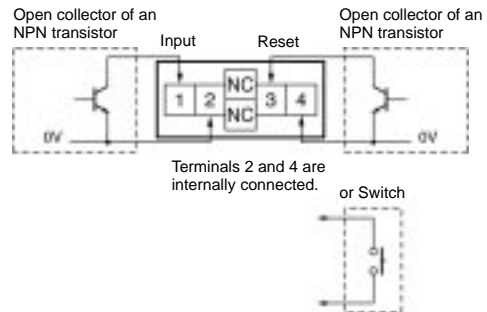 Open collector of an
NPN transistor
Open collector of an
NPN transistor
Input
Reset
NC
1 2 3 4
NC
0V
0V
Terminals 2 and 4 are
internally connected.
or Switch